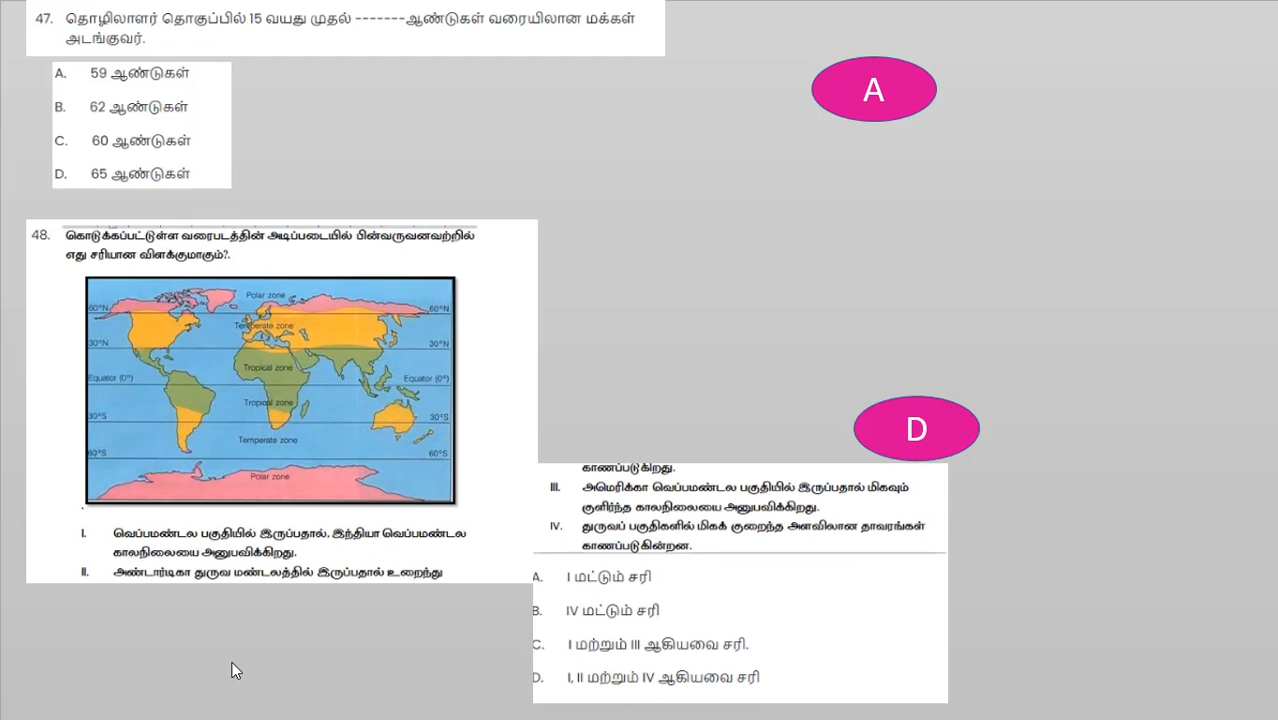 47. தொழிலாளர் தொகுப்பில் 15 வயது முதல் -------ஆண்டுகள் வரையிலான மக்கள்
அடங்குவர்.
A. 59 ஆண்டுகள்
B. 62 ஆண்டுகள்
C. 60 ஆண்டுகள்
D. 65 ஆண்டுகள்
A
48. கொடுக்கப்பட்டுள்ள வரைபடத்தின் அடிப்படையில் பின்வருவனவற்றில்
எது சரியான விளக்குமாகும்?.
Polar zone
60°N 60°N
Temperate zone
30°N 30°N
Tropical zone
Equator (0°) Equator (0°)
Tropical zone
30°S 30°S
Temperate zone
60°S 60°S
Polar zone
I. வெப்பமண்டல பகுதியில் இருப்பதால், இந்தியா வெப்பமண்டல
காலநிலையை அனுபவிக்கிறது.
II. அண்டார்டிகா துருவ மண்டலத்தில் இருப்பதால் உறைந்து
D
காணப்படுகிறது.
III. அமெரிக்கா வெப்பமண்டல பகுதியில் இருப்பதால் மிகவும்
குளிர்ந்த காலநிலையை அனுபவிக்கிறது.
IV. துருவப் பகுதிகளில் மிகக் குறைந்த அளவிலான தாவரங்கள்
காணப்படுகின்றன.
A. I மட்டும் சரி
B. IV மட்டும் சரி
C. I மற்றும் III ஆகியவை சரி.
D. I, II மற்றும் IV ஆகியவை சரி